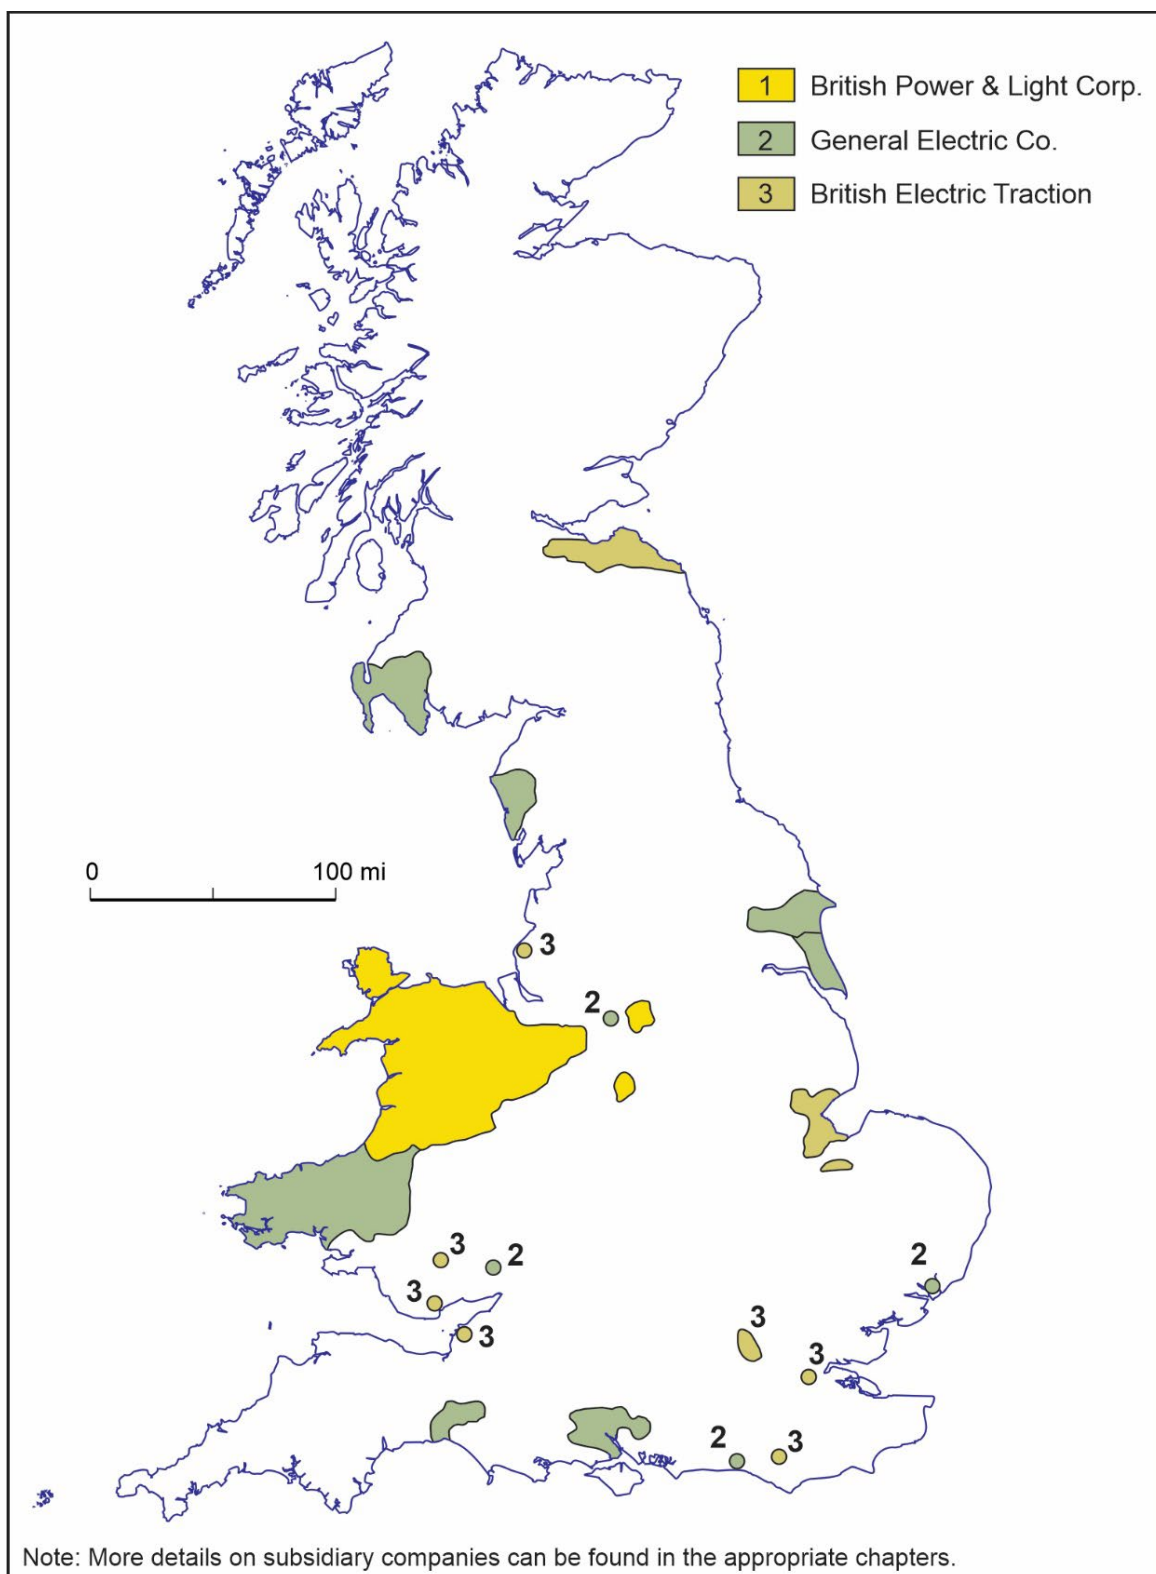 1 British Power & Light Corp.
2 General Electric Co.
3 British Electric Traction
0 100 mi
3
2
3
2
3
3
2
3
3
2
3
Note: More details on subsidiary companies can be found in the appropriate chapters.